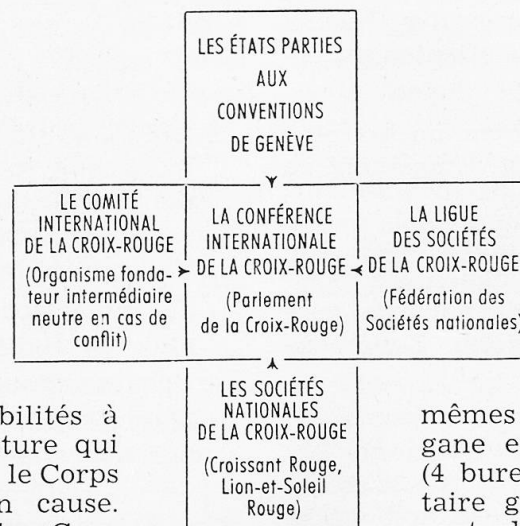 LES ÉTATS PARTIES
AUX
CONVENTIONS
DE GENÈVE
LE COMITÉ
INTERNATIONAL
DE LA CROIX-ROUGE
(Organisme fonda-
teur intermédiaire
neutre en cas de
conflit)
LA CONFÉRENCE
INTERNATIONALE
DE LA CROIX-ROUGE
(Parlement
de la Croix-Rouge)
LA LIGUE
DES SOCIÉTÉS
DE LA CROIX-ROUGE
(Fédération des
Sociétés nationales)
LES SOCIÉTÉS
NATIONALES
DE LA CROIX-ROUGE
(Croissant Rouge,
Lion-et-Soleil
Rouge)
bilités à
ture qui
le Corps
n cause.
mêmes
gane e
(4 bure
taire g